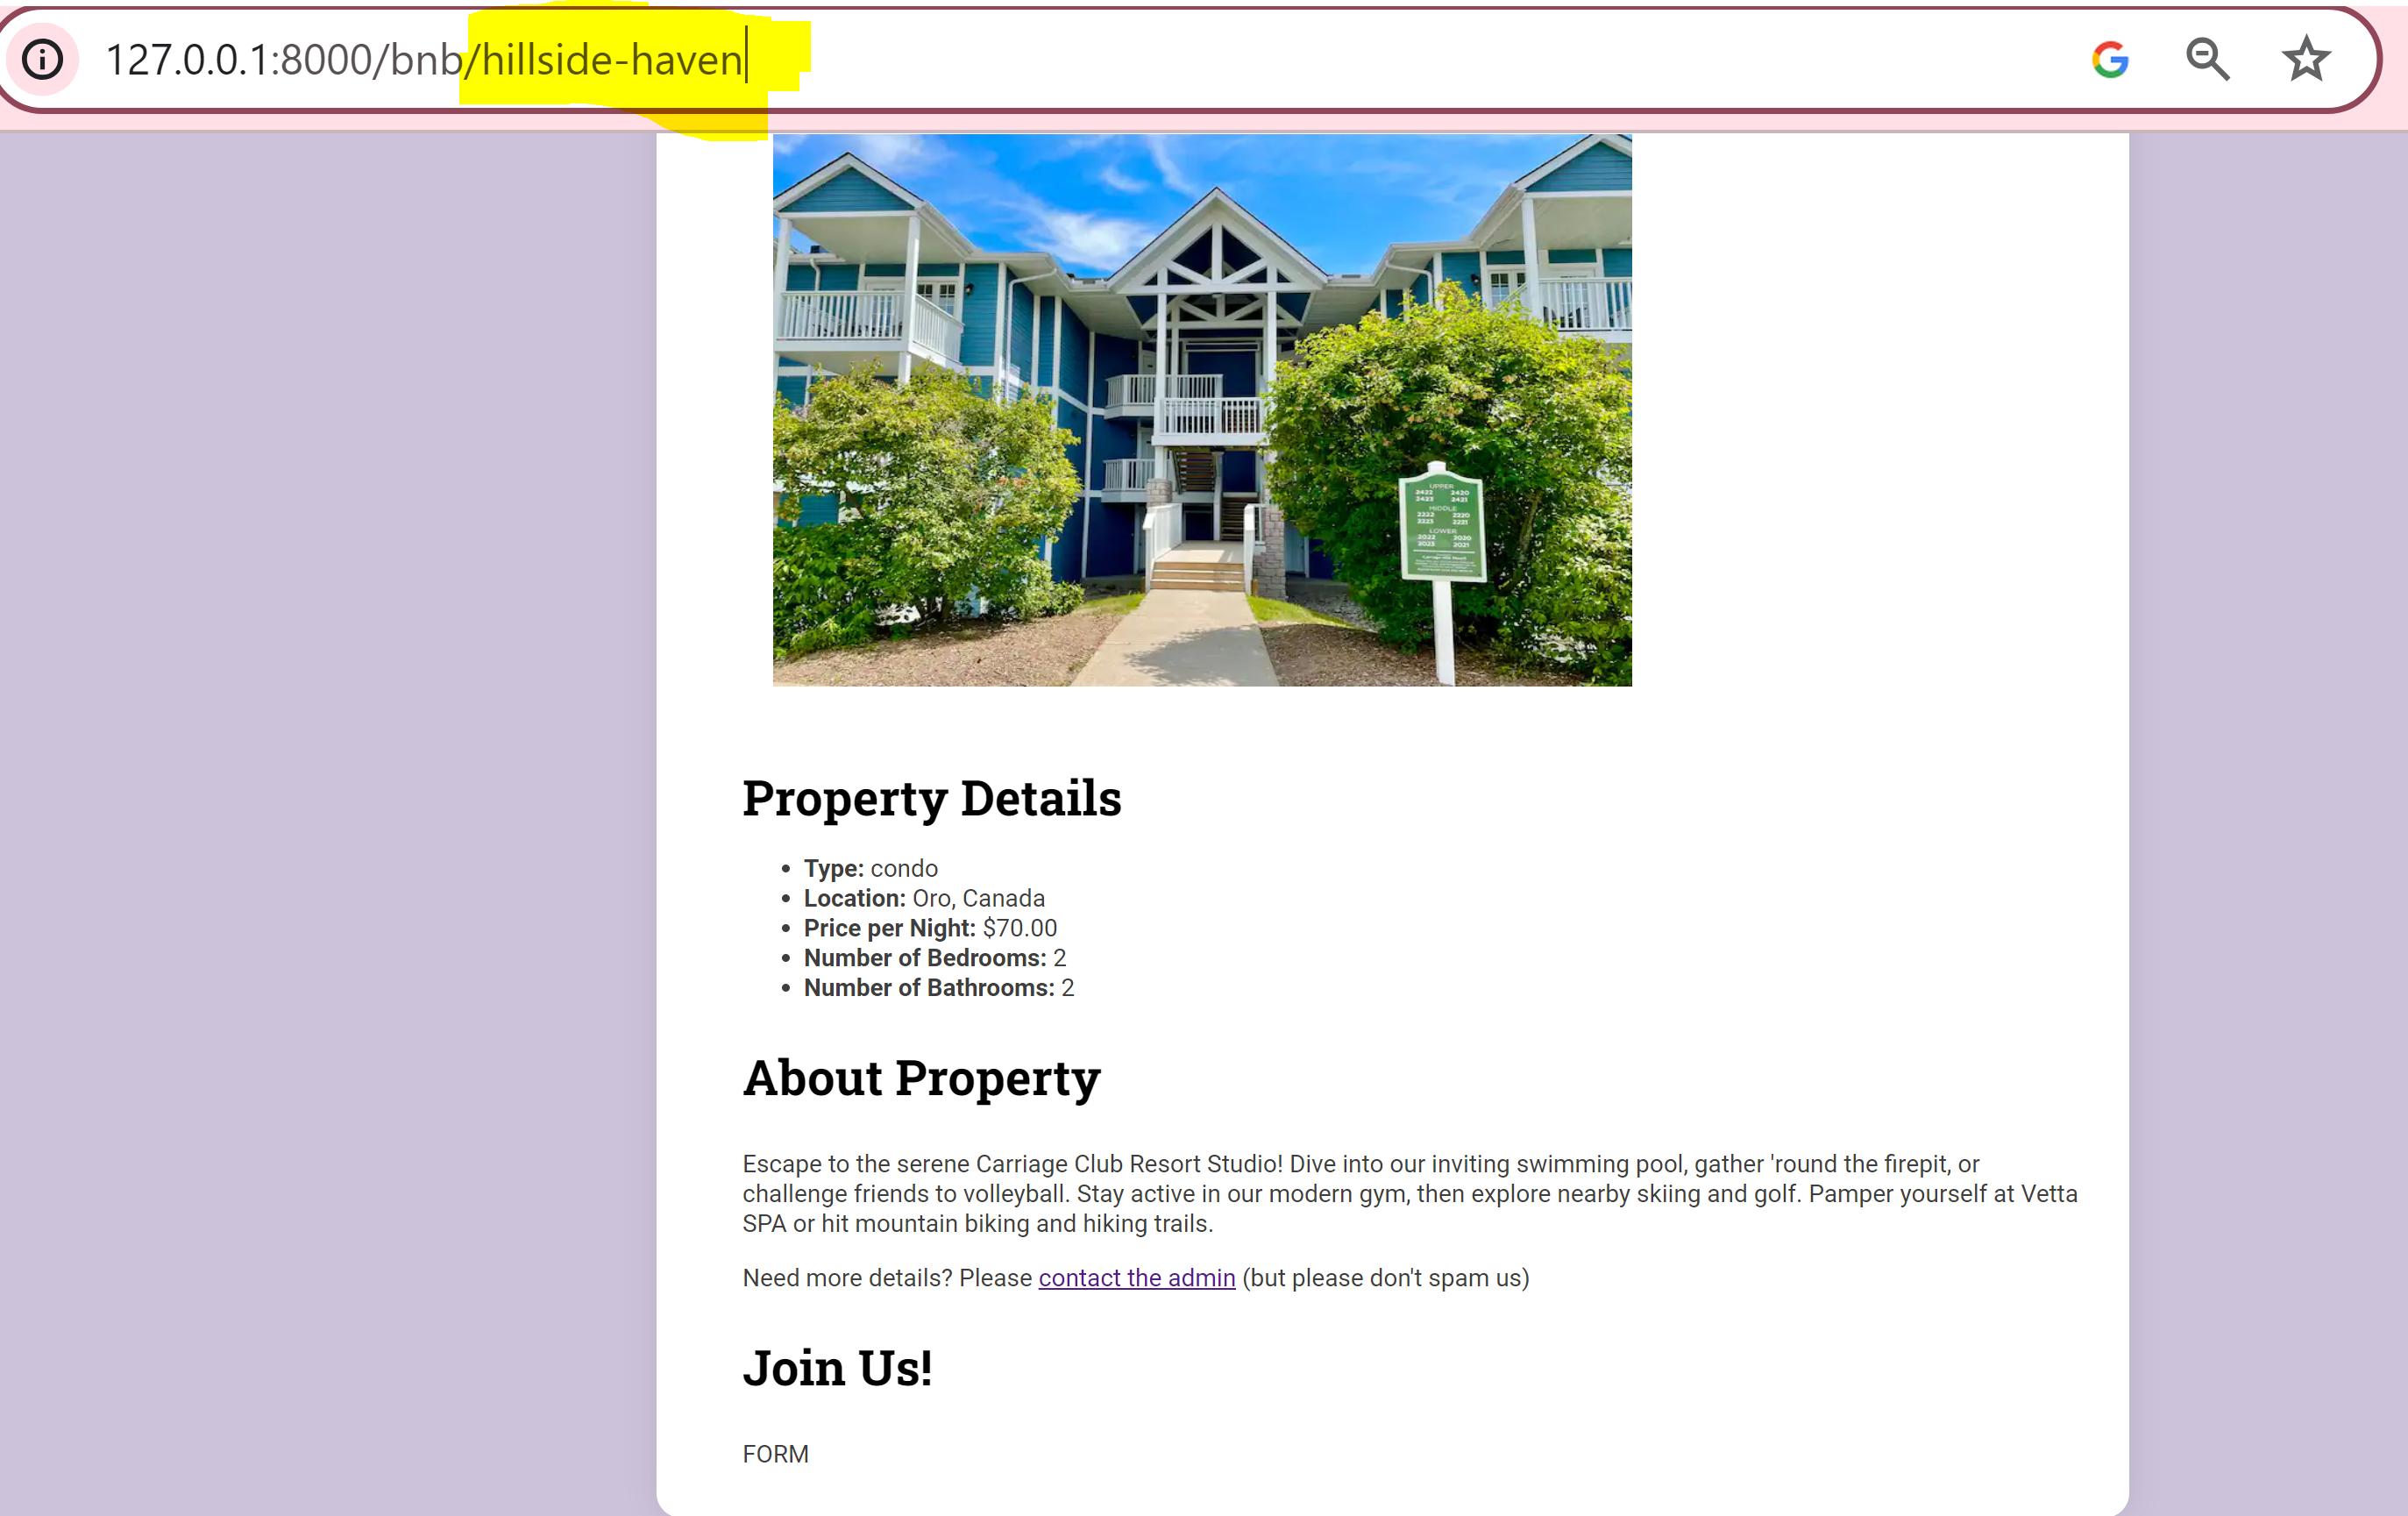 127.0.0.1:8000/bnb/hillside-haven
UPPER
2422 2420
2423 2421
MIDDLE
2222 2220
2223 2221
LOWER
2022 2020
2023 2021
Property Details
Type: condo
Location: Oro, Canada
Price per Night: $70.00
Number of Bedrooms: 2
Number of Bathrooms: 2
About Property
Escape to the serene Carriage Club Resort Studio! Dive into our inviting swimming pool, gather 'round the firepit, or
challenge friends to volleyball. Stay active in our modern gym, then explore nearby skiing and golf. Pamper yourself at Vetta
SPA or hit mountain biking and hiking trails.
Need more details? Please contact the admin (but please don't spam us)
Join Us!
FORM